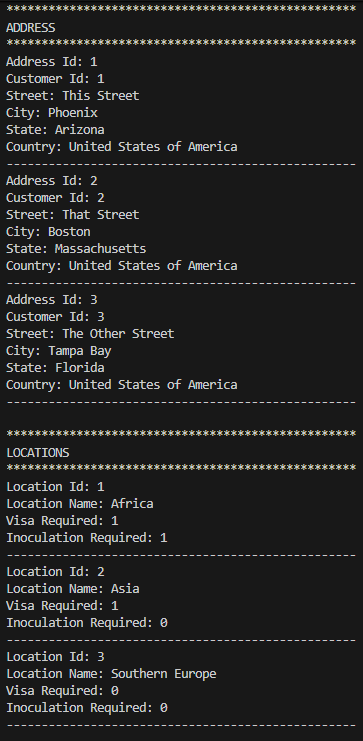 **************************************************
ADDRESS
**************************************************
Address Id: 1
Customer Id: 1
Street: This Street
City: Phoenix
State: Arizona
Country: United States of America
--------------------------------------------------
Address Id: 2
Customer Id: 2
Street: That Street
City: Boston
State: Massachusetts
Country: United States of America
--------------------------------------------------
Address Id: 3
Customer Id: 3
Street: The Other Street
City: Tampa Bay
State: Florida
Country: United States of America
--------------------------------------------------
**************************************************
LOCATIONS
**************************************************
Location Id: 1
Location Name: Africa
Visa Required: 1
Inoculation Required: 1
--------------------------------------------------
Location Id: 2
Location Name: Asia
Visa Required: 1
Inoculation Required: 0
--------------------------------------------------
Location Id: 3
Location Name: Southern Europe
Visa Required: 0
Inoculation Required: 0
--------------------------------------------------